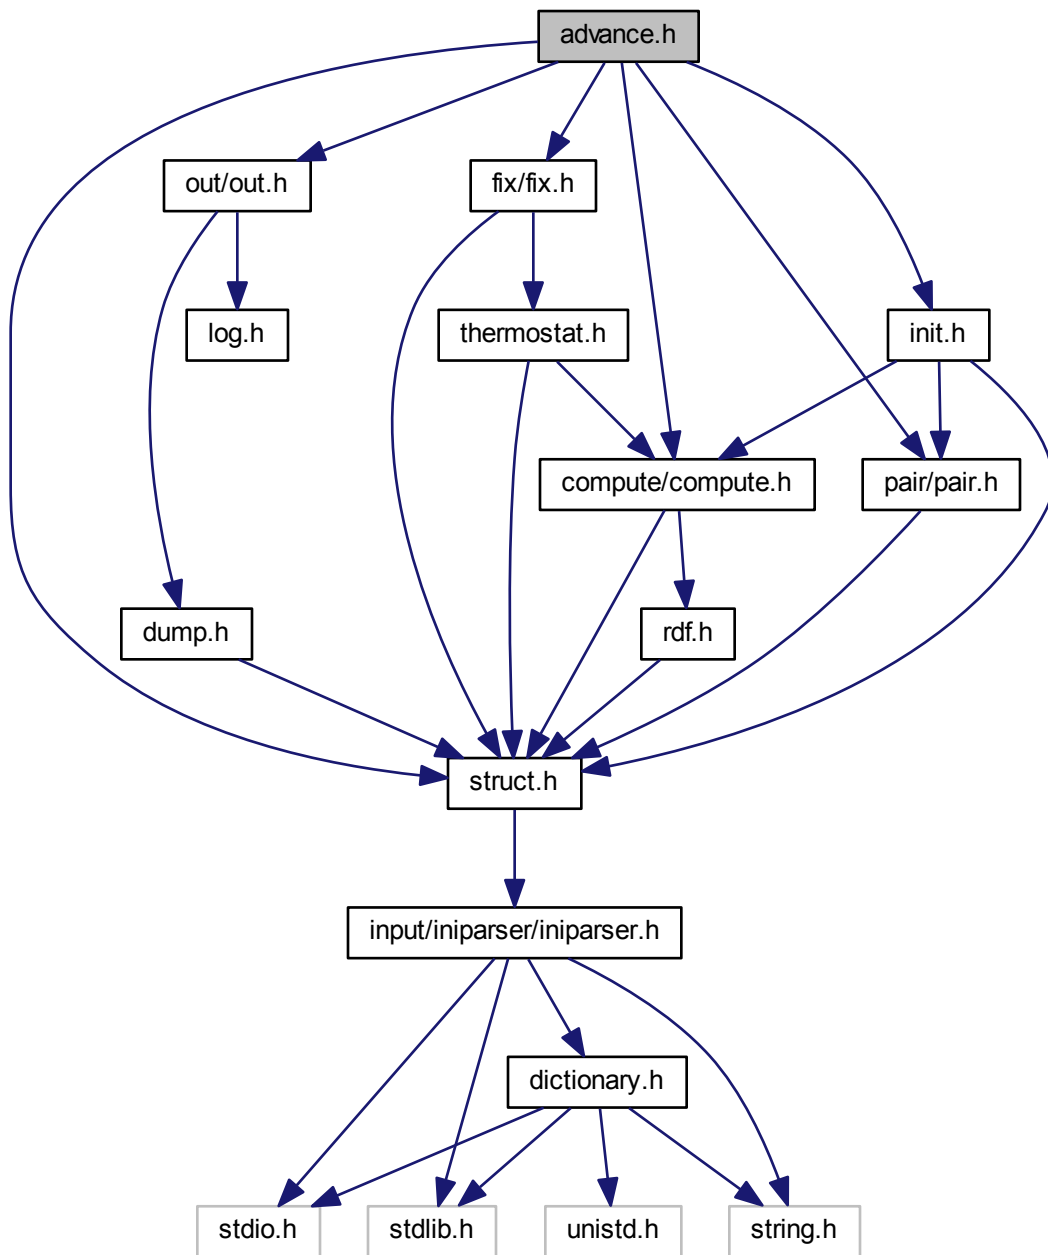 advance.h
out/out.h
fix/fix.h
log.h
thermostat.h
init.h
compute/compute.h
pair/pair.h
dump.h
rdf.h
struct.h
input/iniparser/iniparser.h
dictionary.h
stdio.h
stdlib.h
unistd.h
string.h